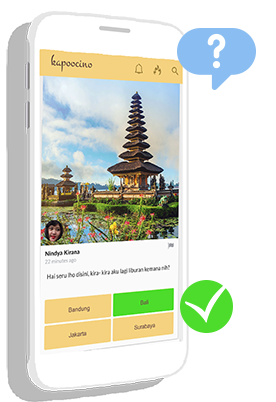 ?
kapoocino
Nindya Kirana
22 minutes ago
Hai seru lho disini, kira- kira aku lagi liburan kemana nih?
Bandung Bali
Jakarta Surabaya